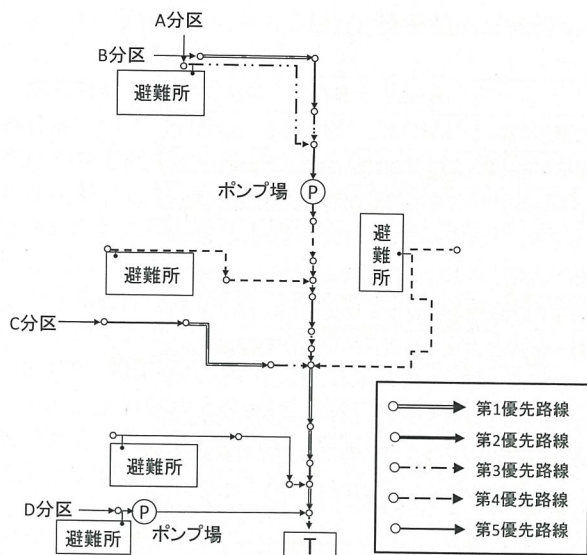 A分区
B分区
避難所
ポンプ場
P
避難所
避難所
C分区
避難所
D分区
P
避難所
ポンプ場
T
第1優先路線
第2優先路線
第3優先路線
第4優先路線
第5優先路線